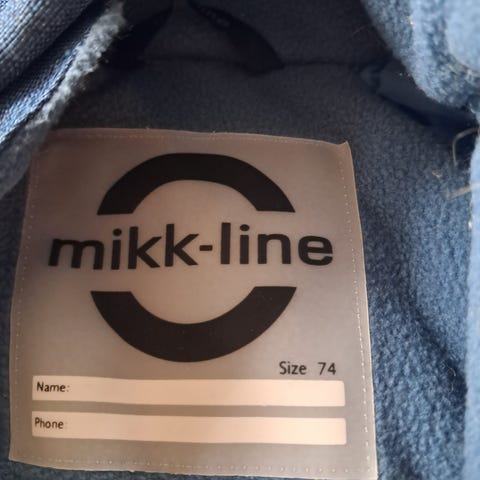 mikk-line
Size 74
Name:
Phone